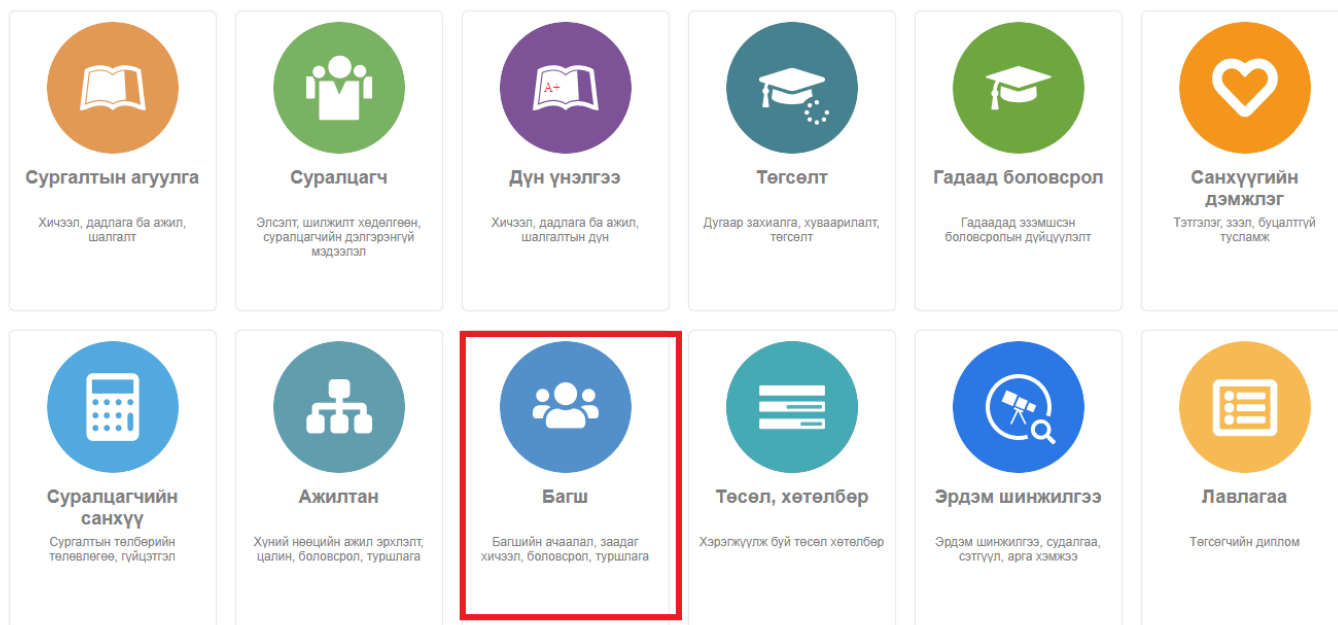 A+
Сургалтын агуулга
Хичээл, дадлага ба ажил,
шалгалт
Суралцагч
Элсэлт, шилжилт хөдөлгөөн,
суралцагчийн дэлгэрэнгүй
мэдээлэл
Дүн үнэлгээ
Хичээл, дадлага ба ажил,
шалгалтын дүн
Төгсөлт
Дугаар захиалга, хуваарилалт,
төгсөлт
Гадаад боловсрол
Гадаадад эзэмшсэн
боловсролын дүйцүүлэлт
Санхүүгийн
дэмжлэг
Тэтгэлэг, зээл, буцалтгүй
тусламж
Суралцагчийн
санхүү
Сургалтын төлбөрийн
төлөвлөгөө, гүйцэтгэл
Ажилтан
Хүний нөөцийн ажил эрхлэлт,
цалин, боловсрол, туршлага
Багш
Багшийн ачаалал, заадаг
хичээл, боловсрол, туршлага
Төсөл, хөтөлбөр
Хэрэгжүүлж буй төсөл хөтөлбөр
Эрдэм шинжилгээ
Эрдэм шинжилгээ, судалгаа,
сэтгүүл, арга хэмжээ
Лавлагаа
Төгсөгчийн диплом